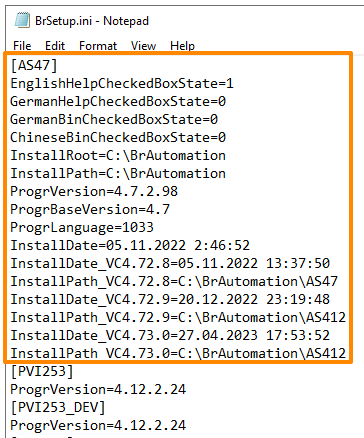 BrSetup.ini - Notepad
File Edit Format View Help
[AS47]
EnglishHelpCheckedBoxState=1
GermanHelpCheckedBoxState=0
GermanBinCheckedBoxState=0
ChineseBinCheckedBoxState=0
InstallRoot=C:\BrAutomation
InstallPath=C:\BrAutomation
ProgrVersion=4.7.2.98
ProgrBaseVersion=4.7
ProgrLanguage=1033
InstallDate=05.11.2022 2:46:52
InstallDate_VC4.72.8=05.11.2022 13:37:50
InstallPath_VC4.72.8=C:\BrAutomation\AS47
InstallDate_VC4.72.9=20.12.2022 23:19:48
InstallPath_VC4.72.9=C:\BrAutomation\AS412
InstallDate_VC4.73.0=27.04.2023 17:53:52
InstallPath_VC4.73.0=C:\BrAutomation\AS412
[PVI253]
ProgrVersion=4.12.2.24
[PVI253_DEV]
ProgrVersion=4.12.2.24